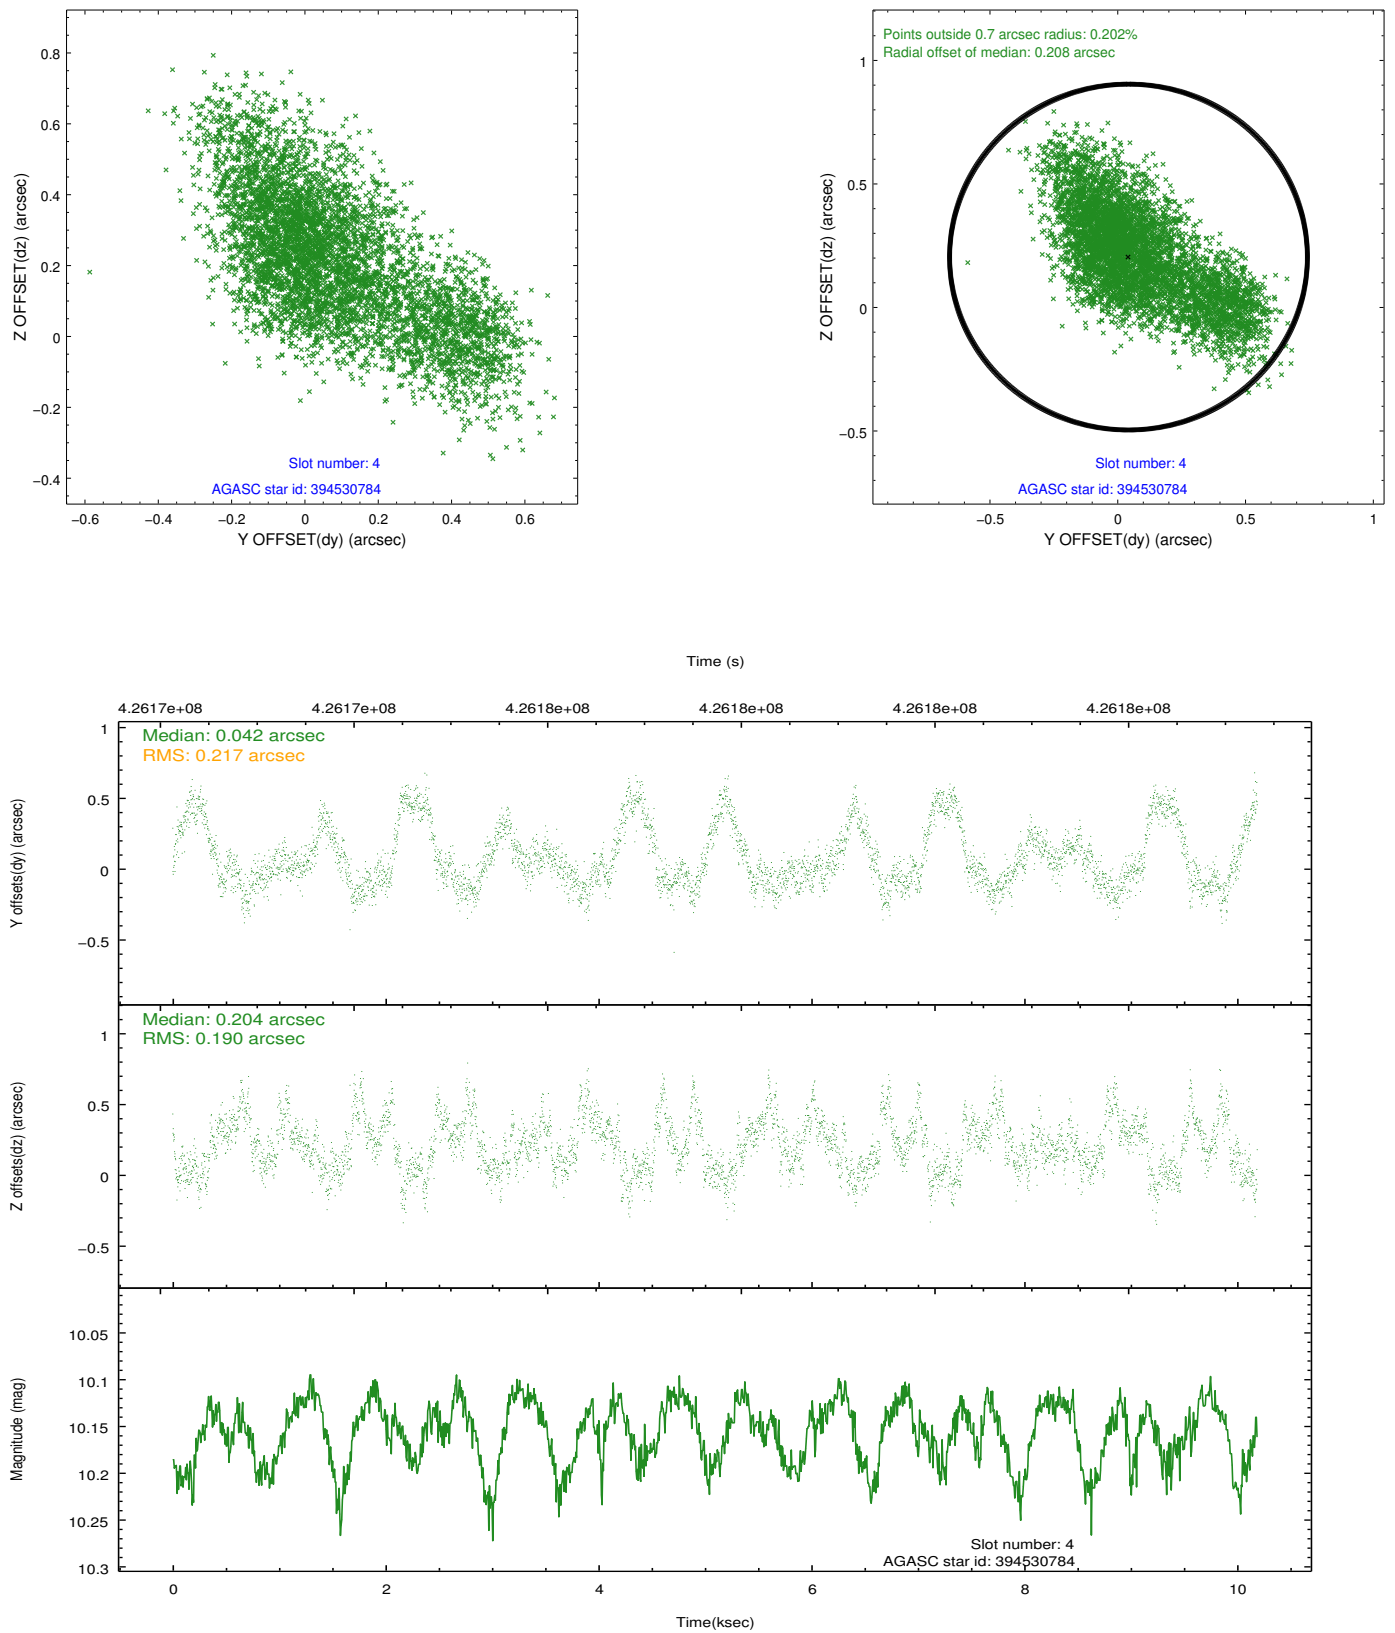 0.8
0.6
0.4
0.2
0
−0.2
−0.4
Z OFFSET(dz) (arcsec)
Slot number: 4
AGASC star id: 394530784
−0.6 −0.4 −0.2 0 0.2 0.4 0.6
Y OFFSET(dy) (arcsec)
Points outside 0.7 arcsec radius: 0.202%
Radial offset of median: 0.208 arcsec
1
0.5
0
−0.5
Z OFFSET(dz) (arcsec)
Slot number: 4
AGASC star id: 394530784
−0.5 0 0.5 1
Y OFFSET(dy) (arcsec)
Time (s)
4.2617e+08 4.2617e+08 4.2618e+08 4.2618e+08 4.2618e+08 4.2618e+08
Median: 0.042 arcsec
RMS: 0.217 arcsec
1
0.5
0
−0.5
Y offsets(dy) (arcsec)
Median: 0.204 arcsec
RMS: 0.190 arcsec
1
0.5
0
−0.5
Z offsets(dz) (arcsec)
10.05
10.1
10.15
10.2
10.25
10.3
Magnitude (mag)
Slot number: 4
AGASC star id: 394530784
0 2 4 6 8 10
Time(ksec)